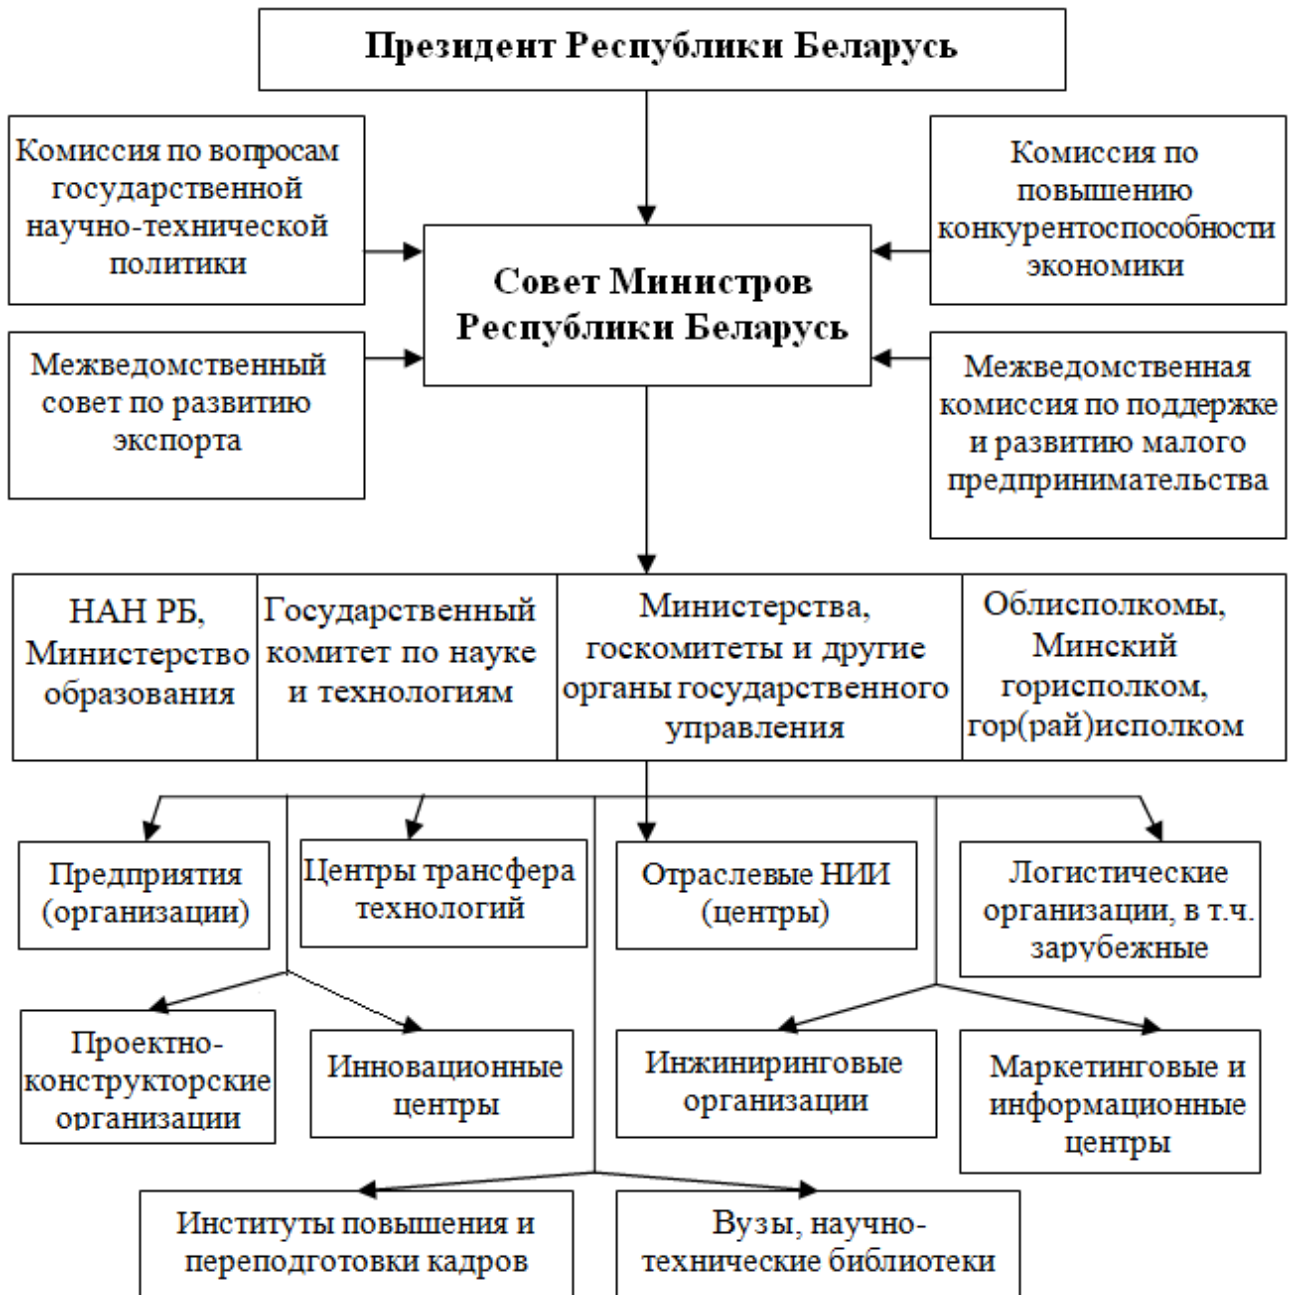 Президент Республики Беларусь
Комиссия по вопросам
государственной
научно-технической
политики
Комиссия по
повышению
конкурентоспособности
экономики
Совет Министров
Республики Беларусь
Межведомственный
совет по развитию
экспорта
Межведомственная
комиссия по поддержке
и развитию малого
предпринимательства
НАН РБ,
Министерство
образования
Государственный
комитет по науке
и технологиям
Министерства,
госкомитеты и другие
органы государственного
управления
Облисполкомы,
Минский
горисполком,
гор(рай)исполком
Предприятия
(организации)
Центры трансфера
технологий
Отраслевые НИИ
(центры)
Логистические
организации, в т.ч.
зарубежные
Проектно-
конструкторские
организации
Инновационные
центры
Инжиниринговые
организации
Маркетинговые и
информационные
центры
Институты повышения и
переподготовки кадров
Вузы, научно-
технические библиотеки